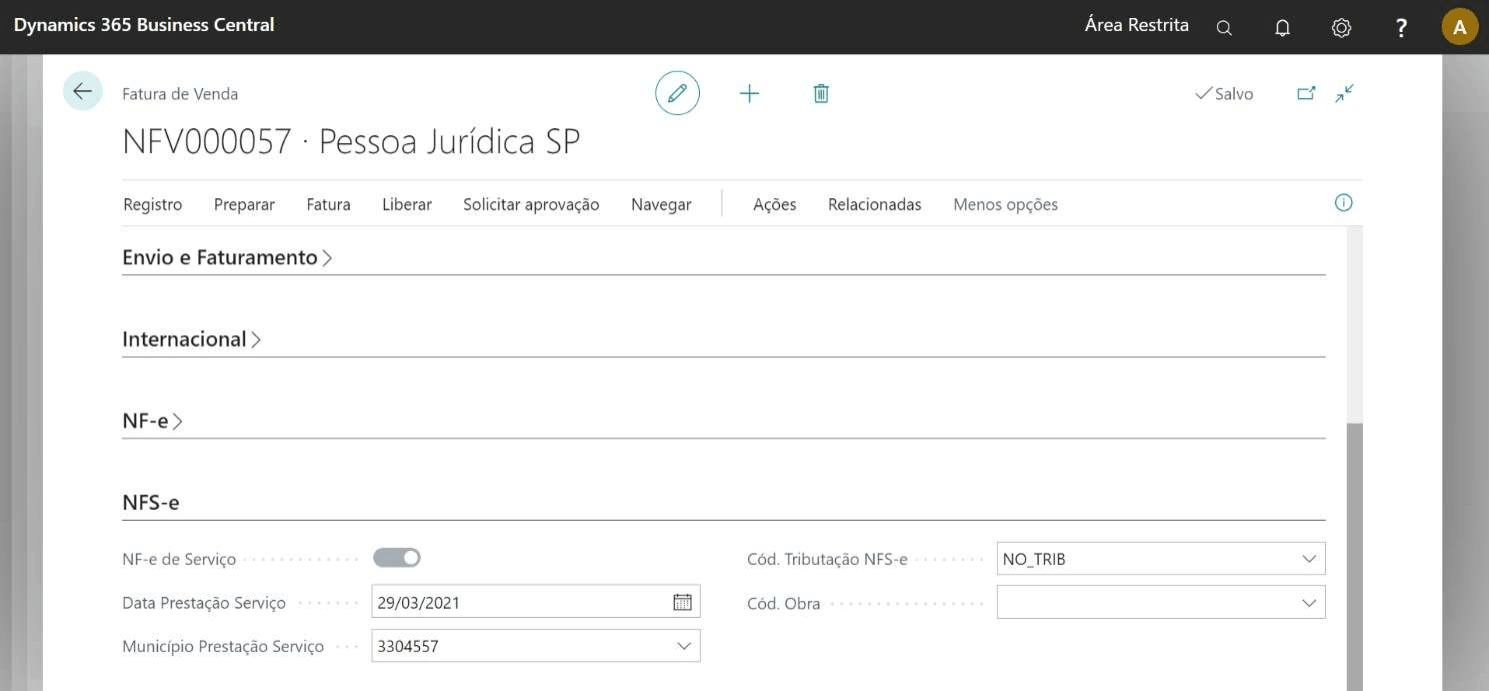 Dynamics 365 Business Central
Área Restrita
?
A
Fatura de Venda
Salvo
NFV000057 · Pessoa Jurídica SP
Registro Preparar Fatura Liberar Solicitar aprovação Navegar Ações Relacionadas Menos opções
Envio e Faturamento
Internacional
NF-e
NFS-e
NF-e de Serviço
Cód. Tributação NFS-e NO_TRIB
Data Prestação Serviço 29/03/2021
Cód. Obra
Município Prestação Serviço 3304557